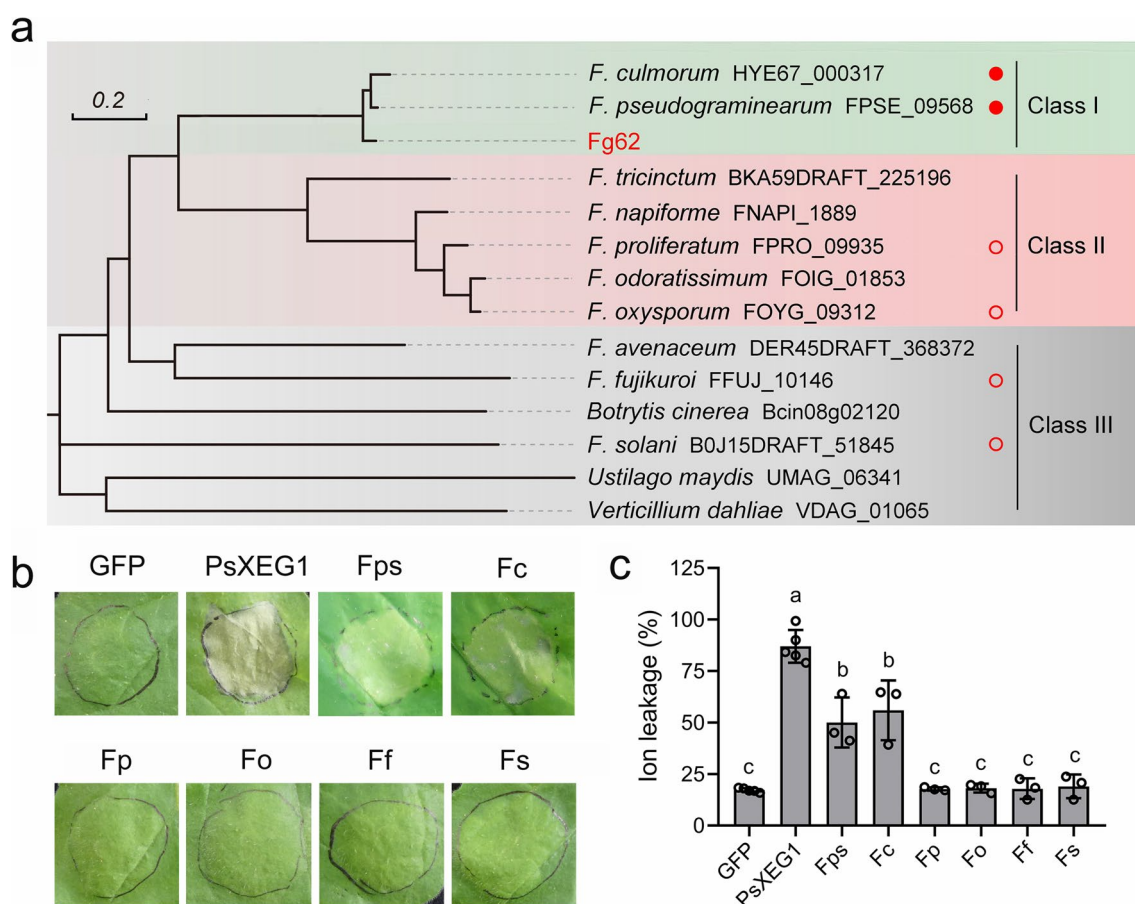 a
0.2
F. culmorum HYE67_000317
F. pseudograminearum FPSE_09568
Fg62
Class I
F. tricinctum BKA59DRAFT_225196
F. napiforme FNAPI_1889
F. proliferatum FPRO_09935
F. odoratissimum FOIG_01853
F. oxysporum FOYG_09312
Class II
F. avenaceum DER45DRAFT_368372
F. fujikuroi FFUJ_10146
Botrytis cinerea Bcin08g02120
F. solani B0J15DRAFT_51845
Ustilago maydis UMAG_06341
Verticillium dahliae VDAG_01065
Class III
b
GFP PsXEG1 Fps Fc
Fp Fo Ff Fs
c
Ion leakage (%)
125
100
75
50
25
0
c a b b c c c c
GFP PsXEG1 Fps Fc Fp Fo Ff Fs